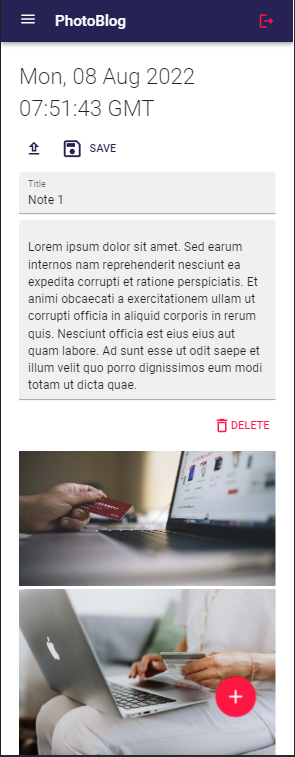 PhotoBlog
Mon, 08 Aug 2022
07:51:43 GMT
SAVE
Title
Note 1
Lorem ipsum dolor sit amet. Sed earum
internos nam reprehenderit nesciunt ea
expedita corrupti et ratione perspiciatis. Et
animi obcaecati a exercitationem ullam ut
corrupti officia in aliquid corporis in rerum
quis. Nesciunt officia est eius eius aut
quam labore. Ad sunt esse ut odit saepe et
illum velit quo porro dignissimos eum modi
totam ut dicta quae.
DELETE